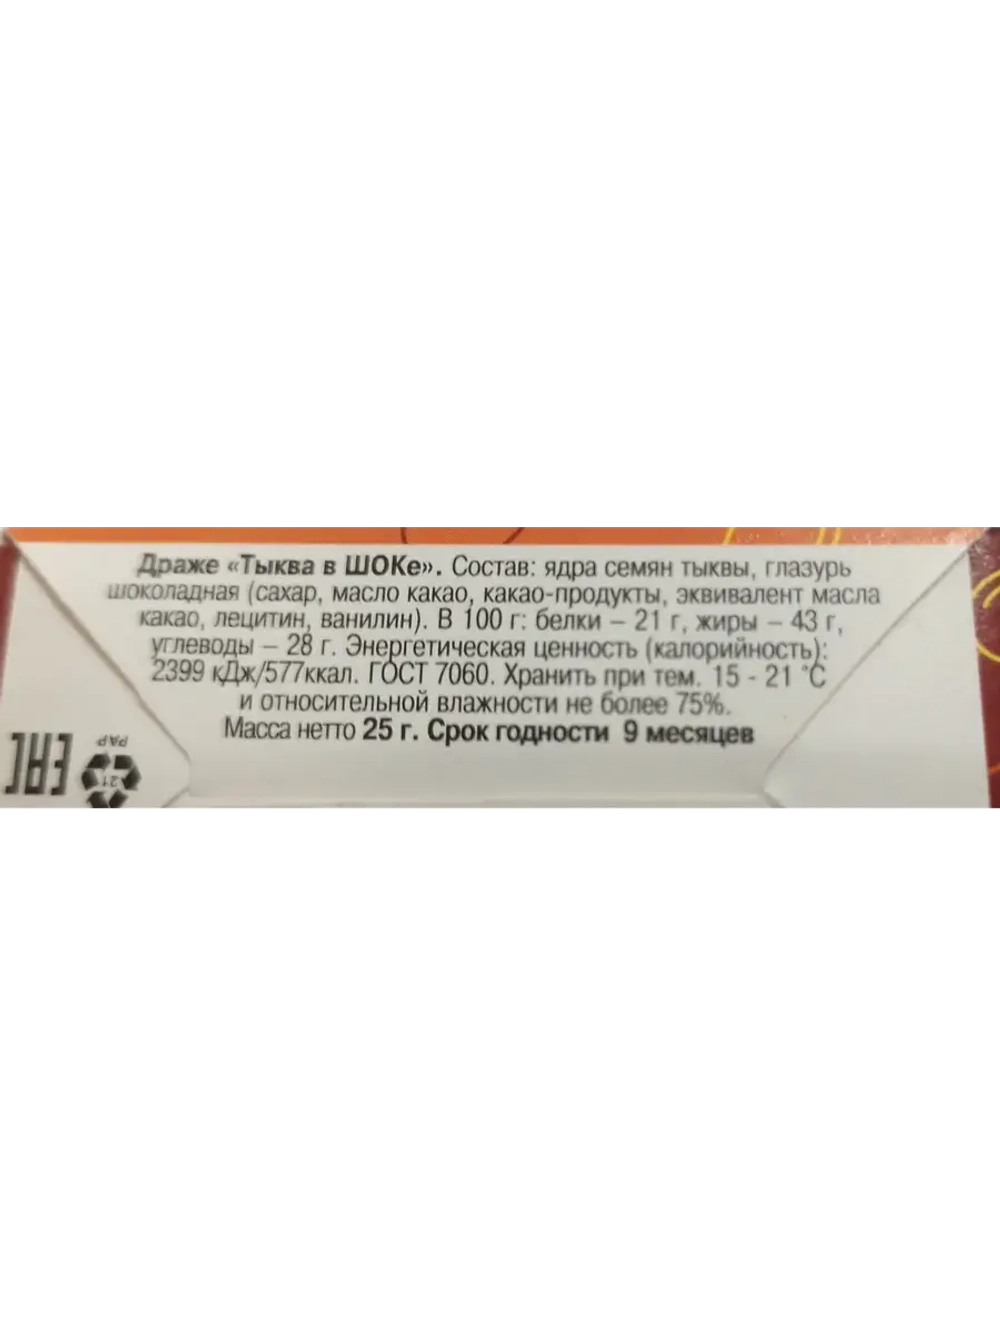 Драже «Тыква в ШОКе». Состав: ядра семян тыквы, глазурь
шоколадная (сахар, масло какао, какао-продукты, эквивалент масла
какао, лецитин, ванилин). В 100 г: белки – 21 г, жиры – 43 г,
углеводы – 28 г. Энергетическая ценность (калорийность):
2399 кДж/577ккал. ГОСТ 7060. Хранить при тем. 15 - 21 °C
и относительной влажности не более 75%.
Масса нетто 25 г. Срок годности 9 месяцев
EAC
PAP
21